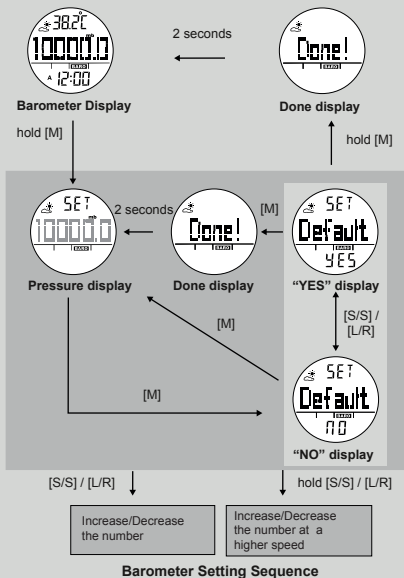 38.2°C
mb
10000.0
BARO
A 12:00
Barometer Display
2 seconds
Done!
BARO
Done display
hold [M]
hold [M]
SET
mb
10000.0
BARO
Pressure display
2 seconds
Done!
BARO
Done display
[M]
SET
Default
BARO
YES
“YES” display
[S/S] /
[L/R]
[M]
[M]
SET
Default
BARO
NO
“NO” display
[S/S] / [L/R]
hold [S/S] / [L/R]
Increase/Decrease
the number
Increase/Decrease
the number at a
higher speed
Barometer Setting Sequence